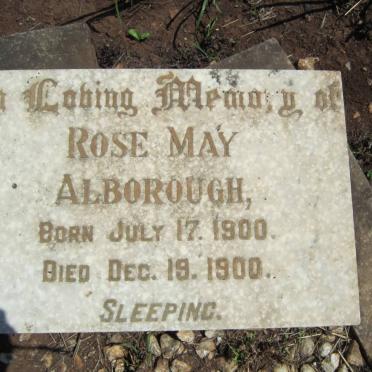 n Loving Memory of
ROSE MAY
ALBOROUGH,
BORN JULY 17. 1900.
DIED DEC. 19. 1900.
SLEEPING.